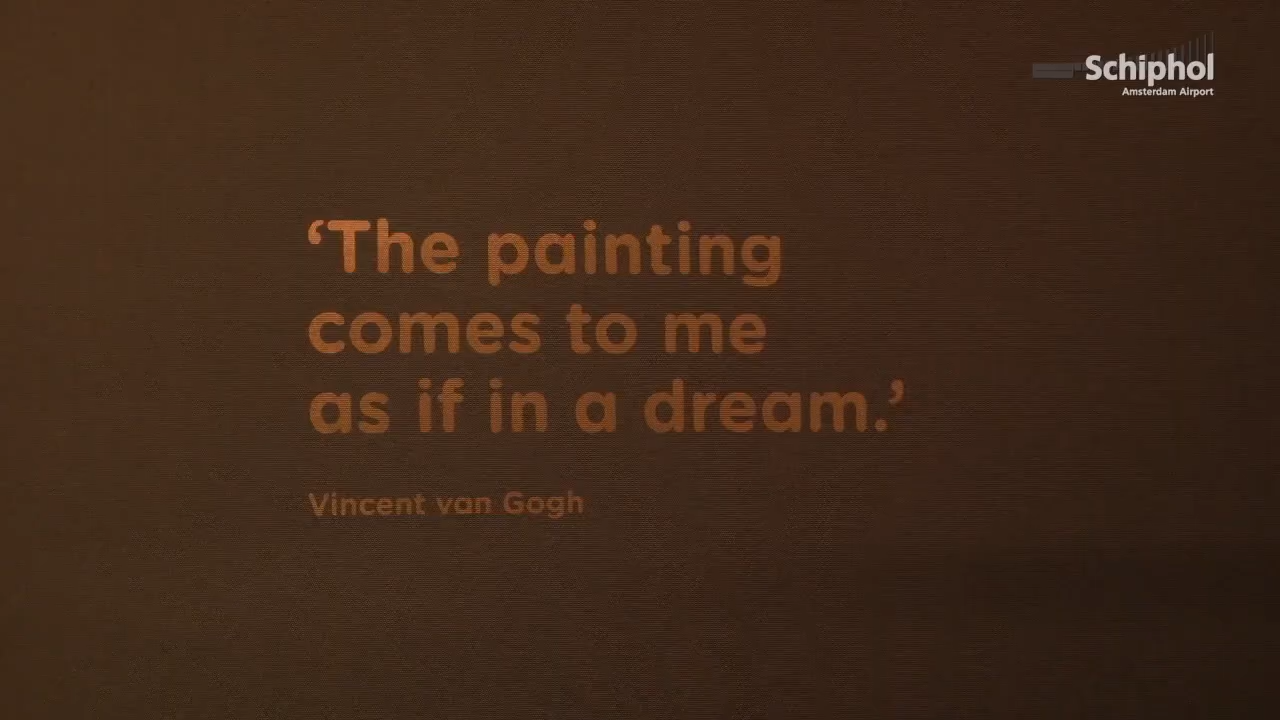 Schiphol
Amsterdam Airport
‘The painting
comes to me
as if in a dream.’
Vincent van Gogh